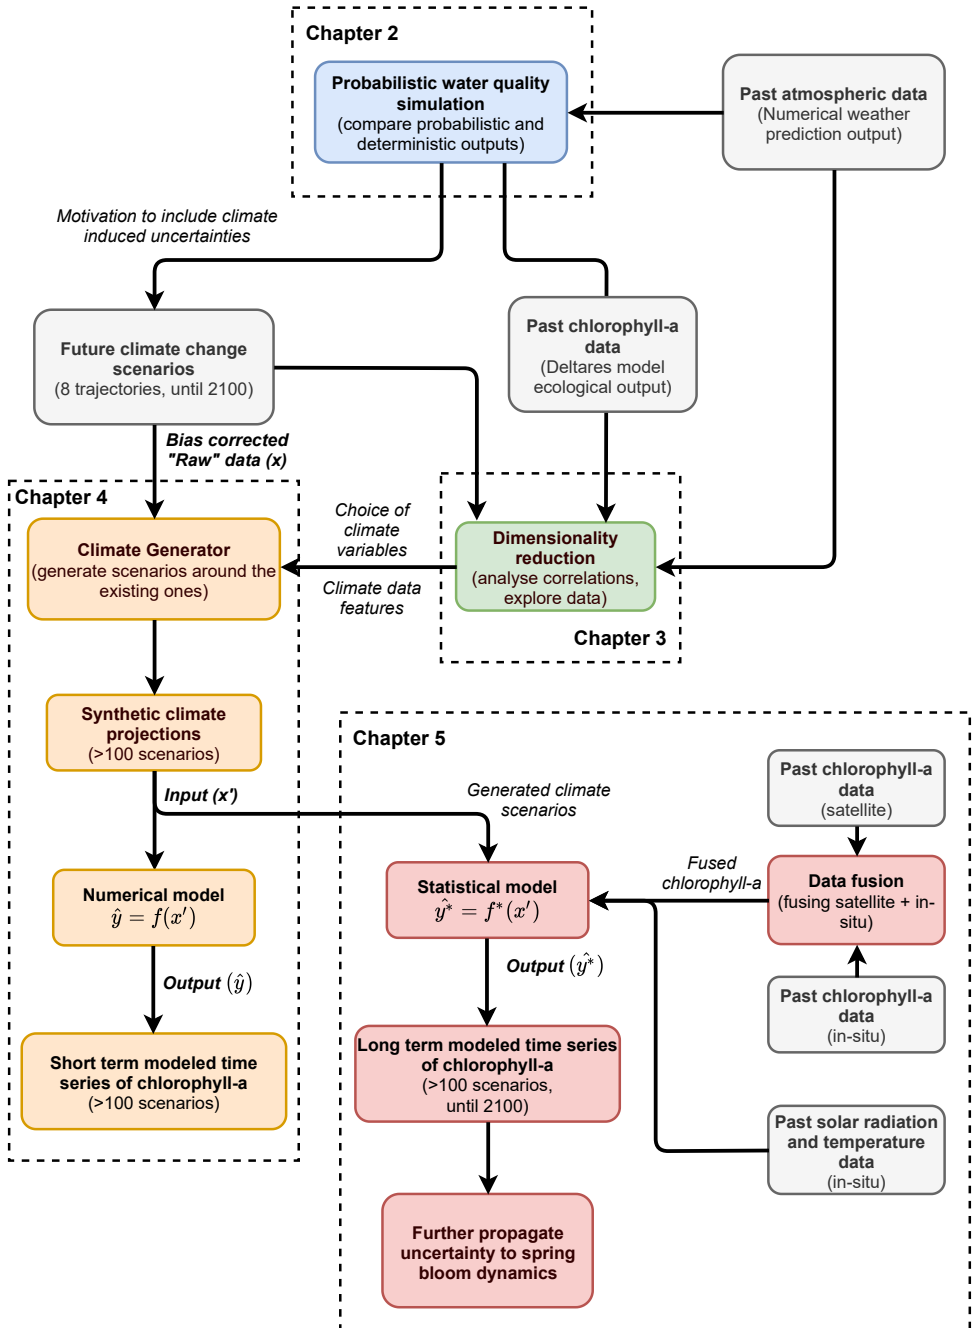 Chapter 2
Probabilistic water quality
simulation
(compare probabilistic and
deterministic outputs)
Past atmospheric data
(Numerical weather
prediction output)
Motivation to include climate
induced uncertainties
Future climate change
scenarios
(8 trajectories, until 2100)
Past chlorophyll-a
data
(Deltares model
ecological output)
Bias corrected
"Raw" data (x)
Chapter 4
Climate Generator
(generate scenarios around the
existing ones)
Choice of
climate
variables
Climate data
features
Dimensionality
reduction
(analyse correlations,
explore data)
Chapter 3
Synthetic climate
projections
(>100 scenarios)
Input (x')
Numerical model
ŷ = f(x′)
Output (ŷ)
Short term modeled time
series of chlorophyll-a
(>100 scenarios)
Chapter 5
Generated climate
scenarios
Past chlorophyll-a
data
(satellite)
Fused
chlorophyll-a
Data fusion
(fusing satellite + in-
situ)
Statistical model
ŷ* = f*(x′)
Output (ŷ*)
Past chlorophyll-a
data
(in-situ)
Long term modeled time series
of chlorophyll-a
(>100 scenarios,
until 2100)
Past solar radiation
and temperature
data
(in-situ)
Further propagate
uncertainty to spring
bloom dynamics